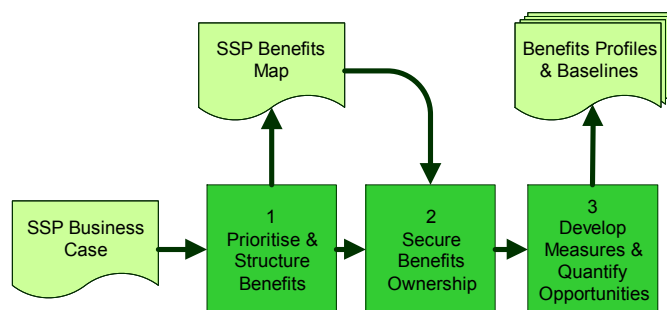 SSP Benefits
Map
Benefits Profiles
& Baselines
SSP Business
Case
1
Prioritise &
Structure
Benefits
2
Secure
Benefits
Ownership
3
Develop
Measures &
Quantify
Opportunities